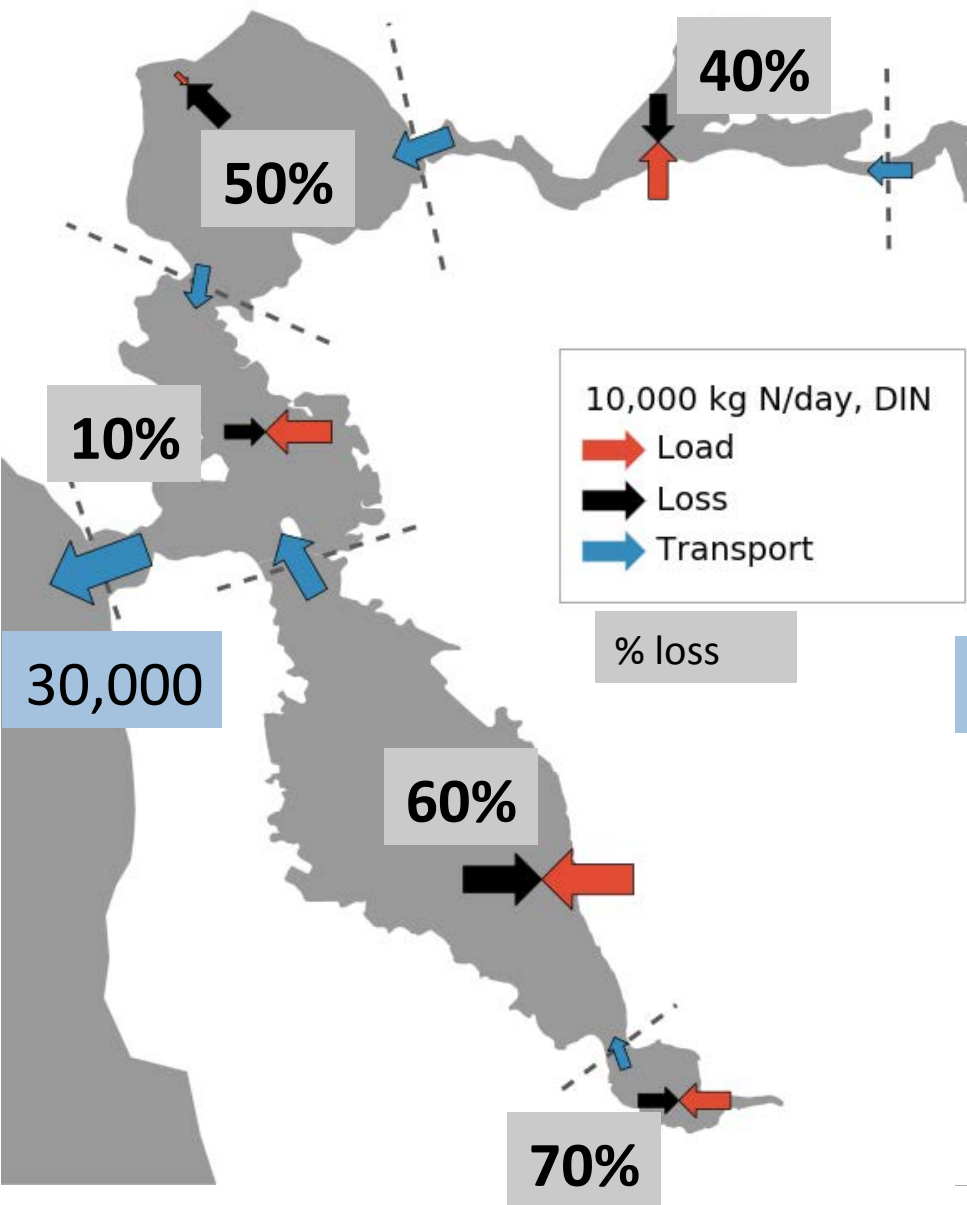 40%
50%
10%
10,000 kg N/day, DIN
Load
Loss
Transport
% loss
30,000
60%
70%